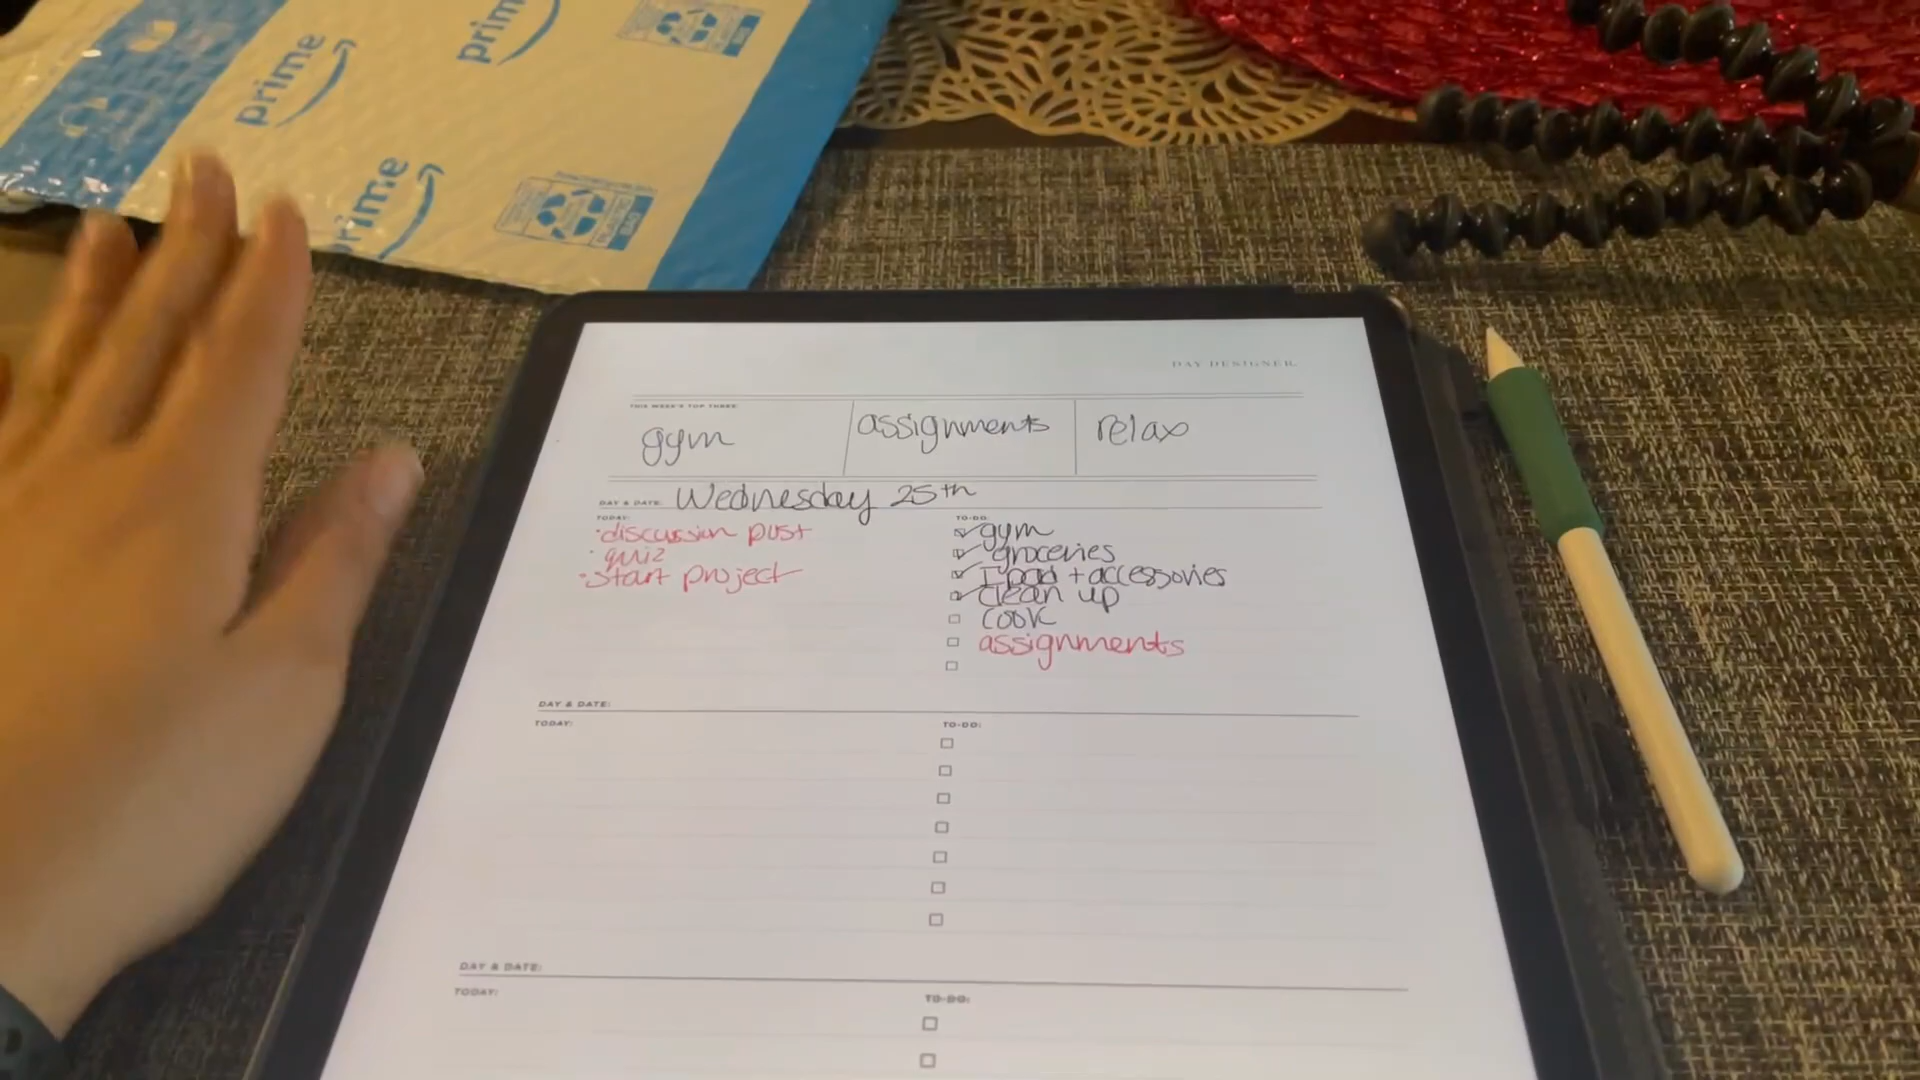 prime
prime
prime
DAY DESIGNER
THIS WEEK'S TOP THREE:
gym
assignments
relax
DAY & DATE: Wednesday 25th
TODAY:
·discussion post
·quiz
·start project
TO-DO:
gym
groceries
Ipad + accessories
clean up
cook
assignments
DAY & DATE:
TODAY:
TO-DO:
DAY & DATE:
TODAY:
TO-DO: